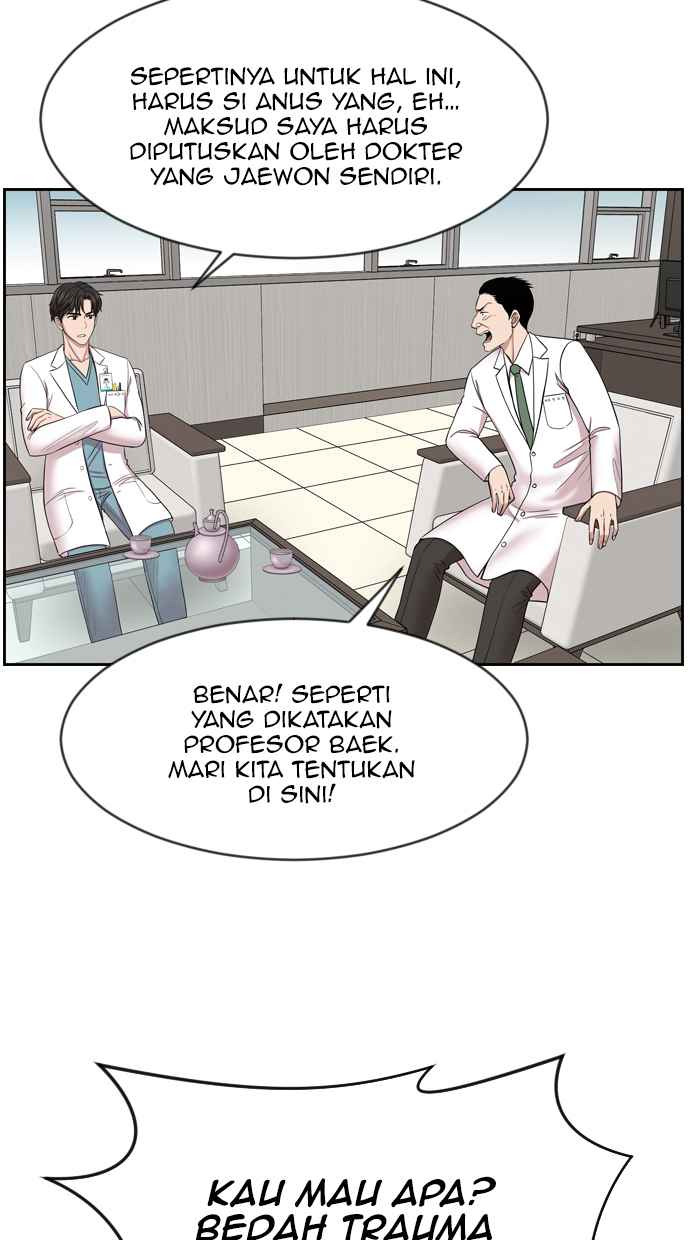 SEPERTINYA UNTUK HAL INI,
HARUS SI ANUS YANG, EH...
MAKSUD SAYA HARUS
DIPUTUSKAN OLEH DOKTER
YANG JAEWON SENDIRI.
BENAR! SEPERTI
YANG DIKATAKAN
PROFESOR BAEK.
MARI KITA TENTUKAN
DI SINI!
KAU MAU APA?
BEDAH TRAUMA